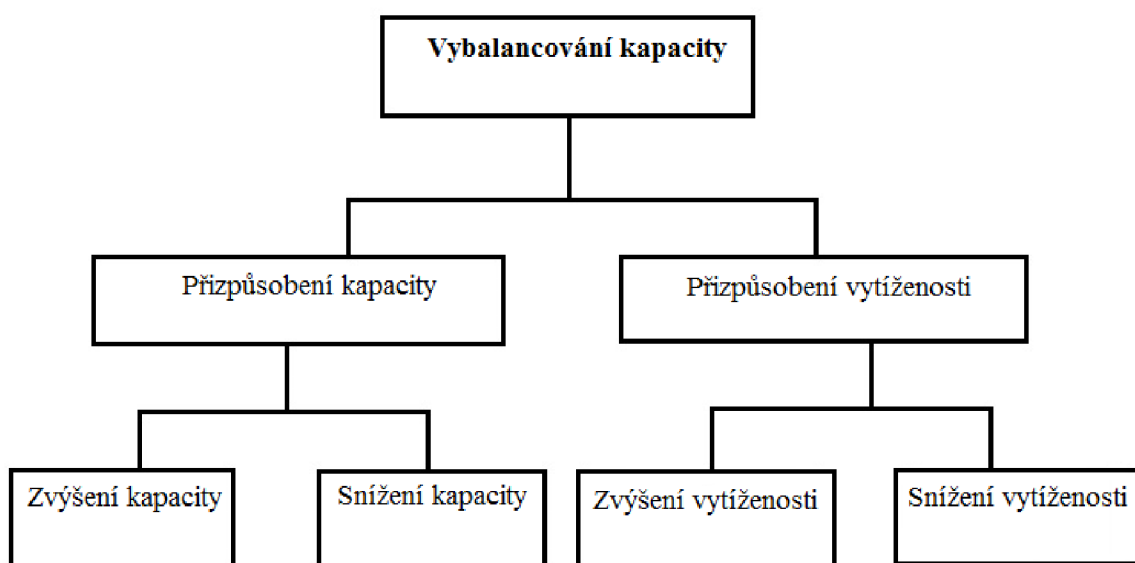 Vybalancování kapacity
Přizpůsobení kapacity
Přizpůsobení vytíženosti
Zvýšení kapacity
Snížení kapacity
Zvýšení vytíženosti
Snížení vytíženosti